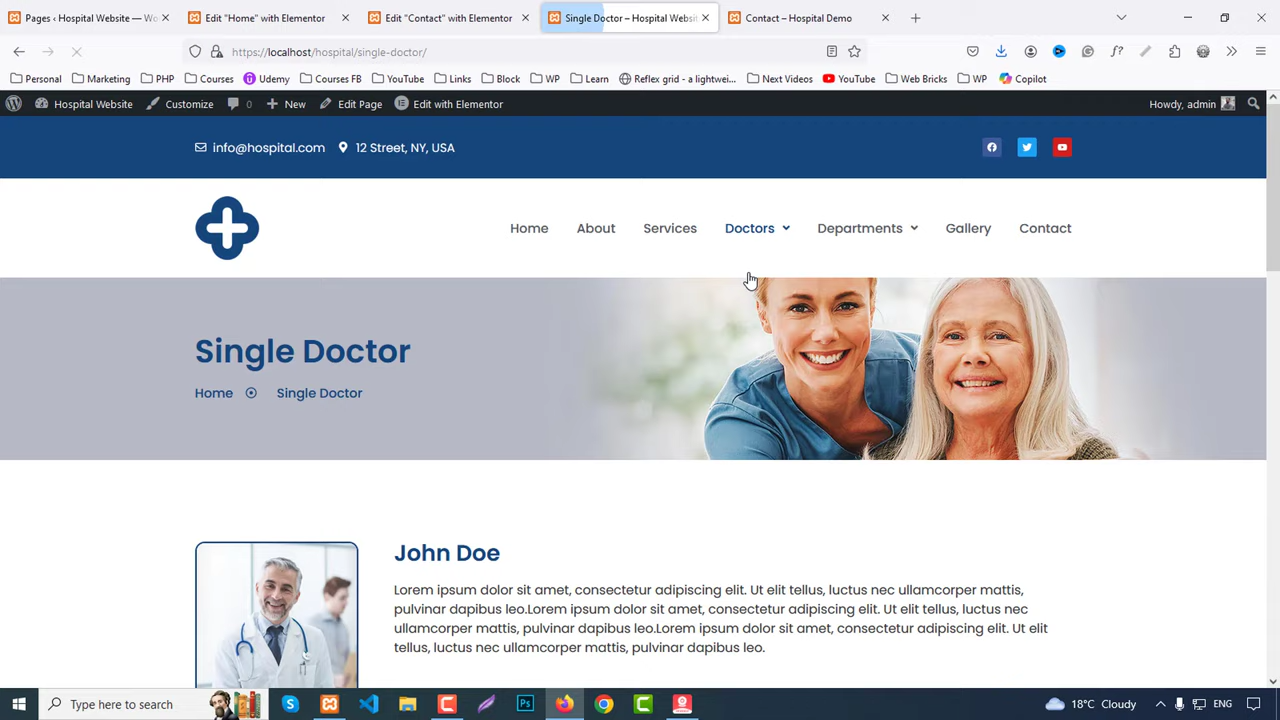 Pages ‹ Hospital Website — Wo
Edit "Home" with Elementor
Edit "Contact" with Elementor
Single Doctor – Hospital Websit
Contact – Hospital Demo
https://localhost/hospital/single-doctor/
Personal
Marketing
PHP
Courses
Udemy
Courses FB
YouTube
Links
Block
WP
Learn
Reflex grid - a lightwei...
Next Videos
YouTube
Web Bricks
WP
Copilot
Hospital Website
Customize
0
New
Edit Page
Edit with Elementor
Howdy, admin
info@hospital.com
12 Street, NY, USA
Home
About
Services
Doctors
Departments
Gallery
Contact
Single Doctor
Home
Single Doctor
John Doe
Lorem ipsum dolor sit amet, consectetur adipiscing elit. Ut elit tellus, luctus nec ullamcorper mattis,
pulvinar dapibus leo.Lorem ipsum dolor sit amet, consectetur adipiscing elit. Ut elit tellus, luctus nec
ullamcorper mattis, pulvinar dapibus leo.Lorem ipsum dolor sit amet, consectetur adipiscing elit. Ut elit
tellus, luctus nec ullamcorper mattis, pulvinar dapibus leo.
Type here to search
Ps
18°C Cloudy
ENG